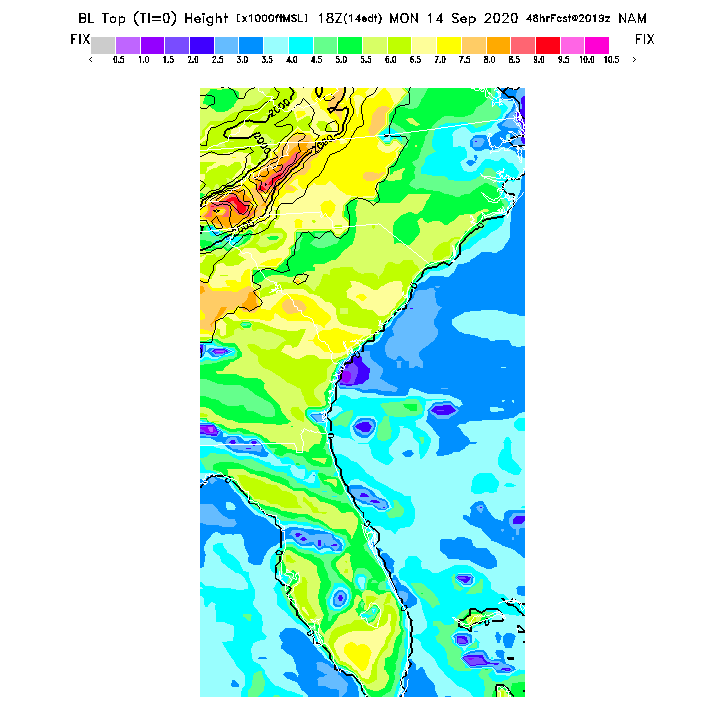 BL Top (TI=0) Height [x1000ftMSL] 18Z(14edt) MON 14 Sep 2020 48hrFcst@2019z NAM
FIX FIX
< 0.5 1.0 1.5 2.0 2.5 3.0 3.5 4.0 4.5 5.0 5.5 6.0 6.5 7.0 7.5 8.0 8.5 9.0 9.5 10.0 10.5 >
2000
2000
2000